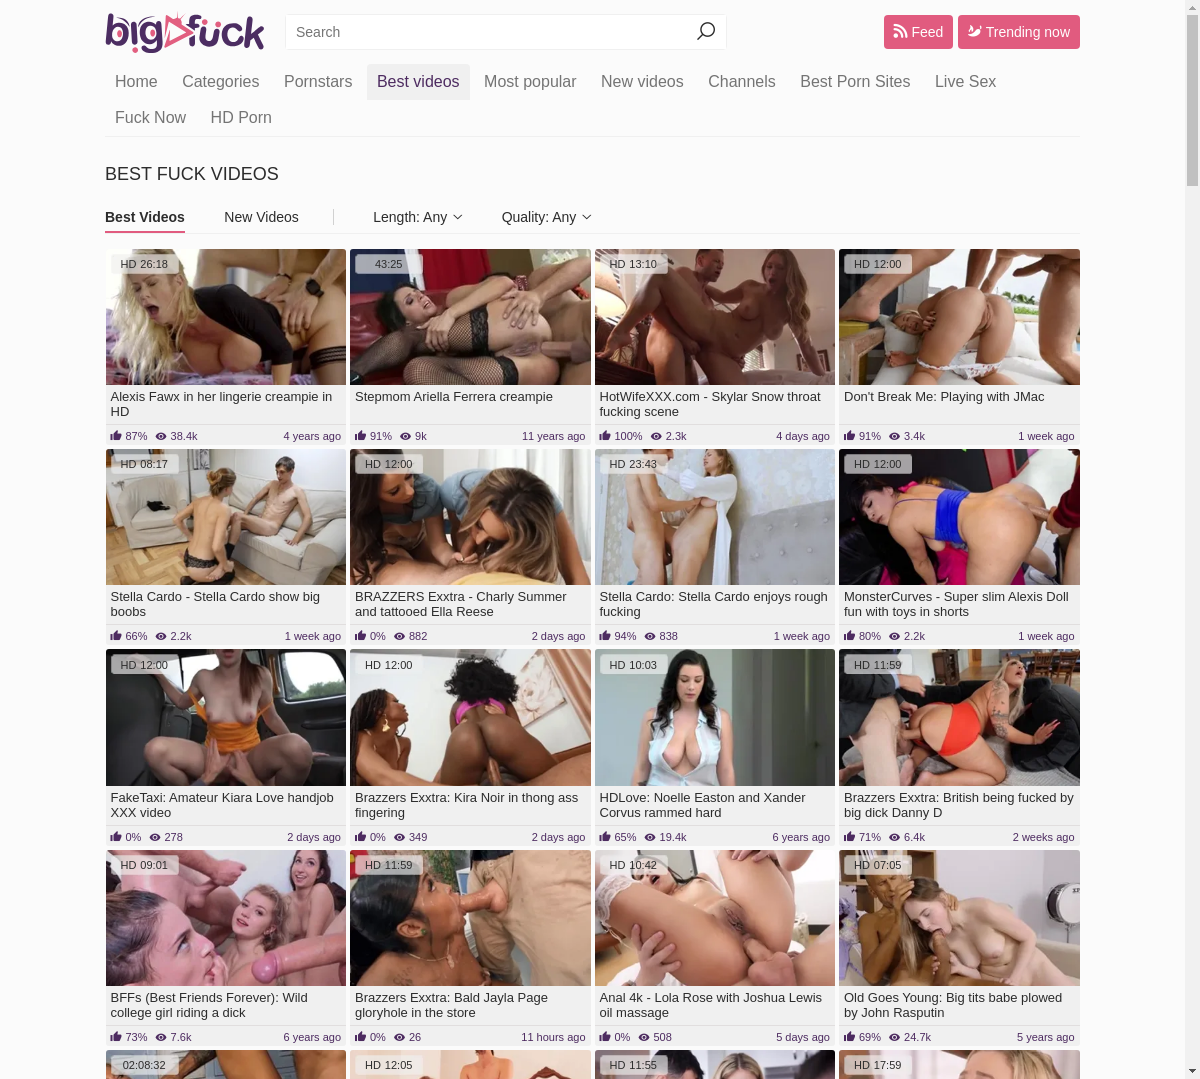 bigfuck
Search
Feed
Trending now
Home Categories Pornstars Best videos Most popular New videos Channels Best Porn Sites Live Sex
Fuck Now HD Porn
BEST FUCK VIDEOS
Best Videos New Videos Length: Any Quality: Any
HD 26:18
43:25
HD 13:10
HD 12:00
Alexis Fawx in her lingerie creampie in
HD
87% 38.4k 4 years ago
Stepmom Ariella Ferrera creampie
91% 9k 11 years ago
HotWifeXXX.com - Skylar Snow throat
fucking scene
100% 2.3k 4 days ago
Don't Break Me: Playing with JMac
91% 3.4k 1 week ago
HD 08:17
HD 12:00
HD 23:43
HD 12:00
Stella Cardo - Stella Cardo show big
boobs
66% 2.2k 1 week ago
BRAZZERS Exxtra - Charly Summer
and tattooed Ella Reese
0% 882 2 days ago
Stella Cardo: Stella Cardo enjoys rough
fucking
94% 838 1 week ago
MonsterCurves - Super slim Alexis Doll
fun with toys in shorts
80% 2.2k 1 week ago
HD 12:00
HD 12:00
HD 10:03
HD 11:59
FakeTaxi: Amateur Kiara Love handjob
XXX video
0% 278 2 days ago
Brazzers Exxtra: Kira Noir in thong ass
fingering
0% 349 2 days ago
HDLove: Noelle Easton and Xander
Corvus rammed hard
65% 19.4k 6 years ago
Brazzers Exxtra: British being fucked by
big dick Danny D
71% 6.4k 2 weeks ago
HD 09:01
HD 11:59
HD 10:42
HD 07:05
BFFs (Best Friends Forever): Wild
college girl riding a dick
73% 7.6k 6 years ago
Brazzers Exxtra: Bald Jayla Page
gloryhole in the store
0% 26 11 hours ago
Anal 4k - Lola Rose with Joshua Lewis
oil massage
0% 508 5 days ago
Old Goes Young: Big tits babe plowed
by John Rasputin
69% 24.7k 5 years ago
02:08:32
HD 12:05
HD 11:55
HD 17:59